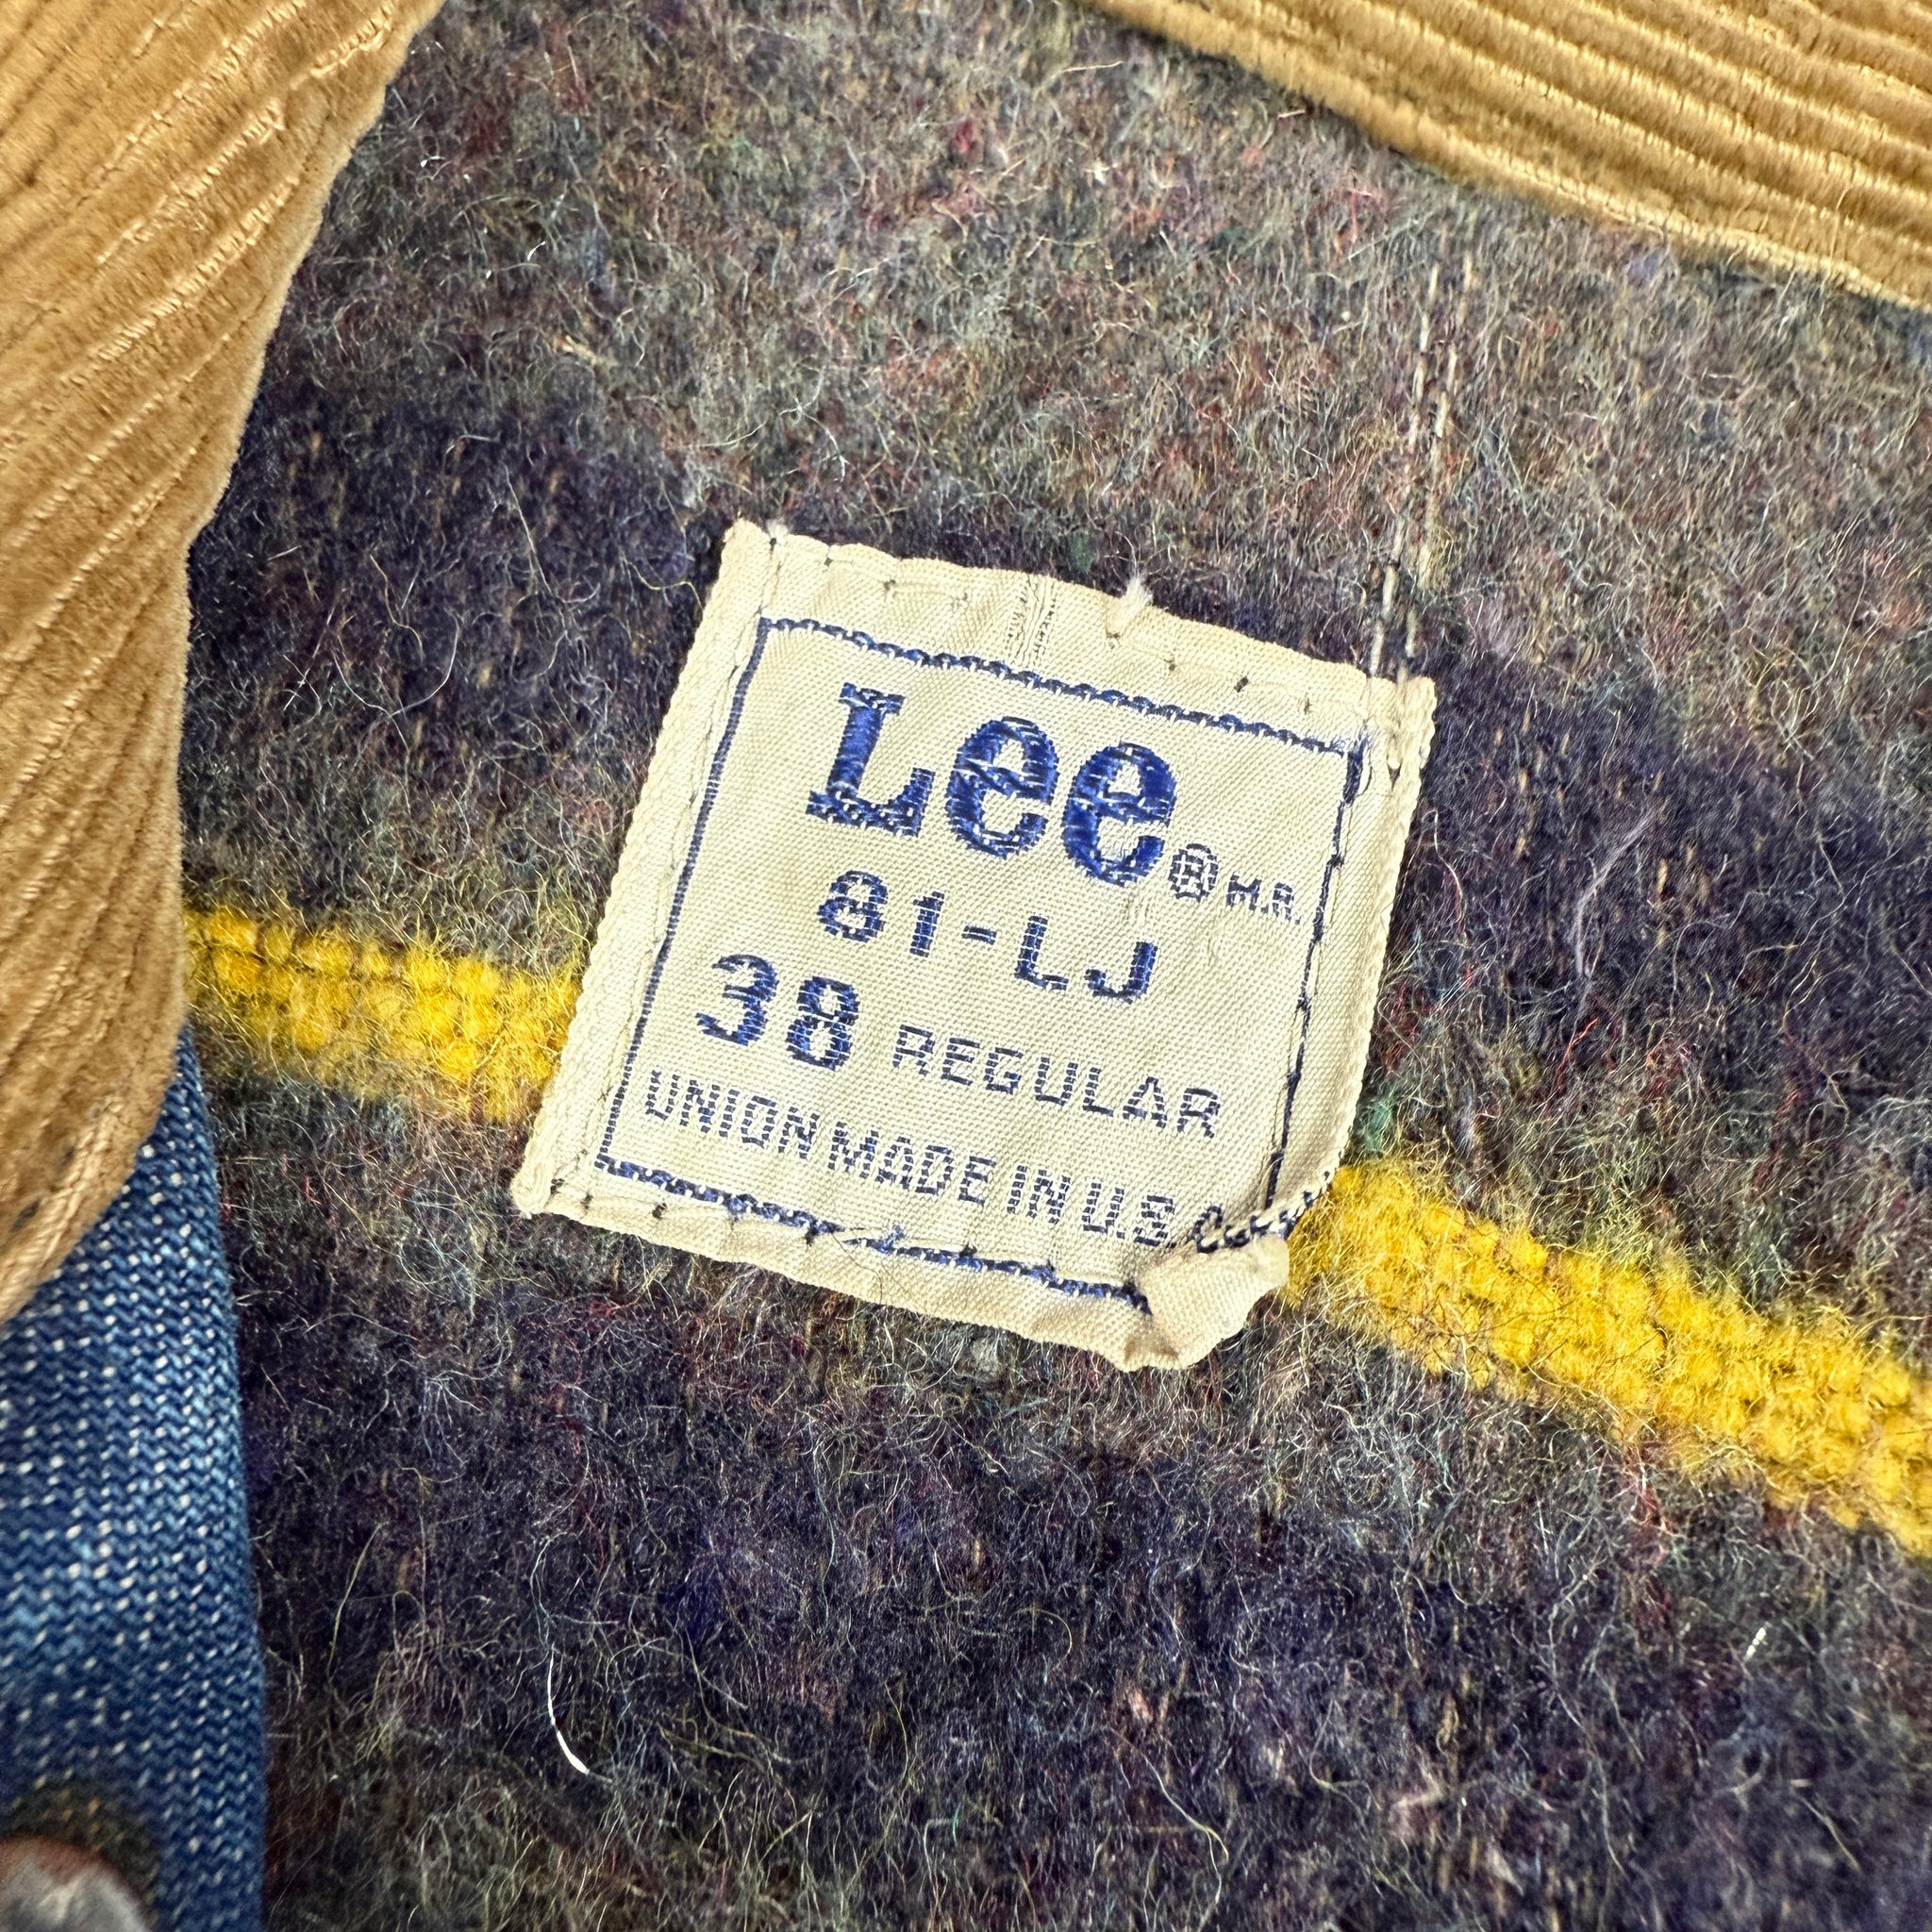 Lee® M.R.
81-LJ
38 REGULAR
UNION MADE IN U.S.A.